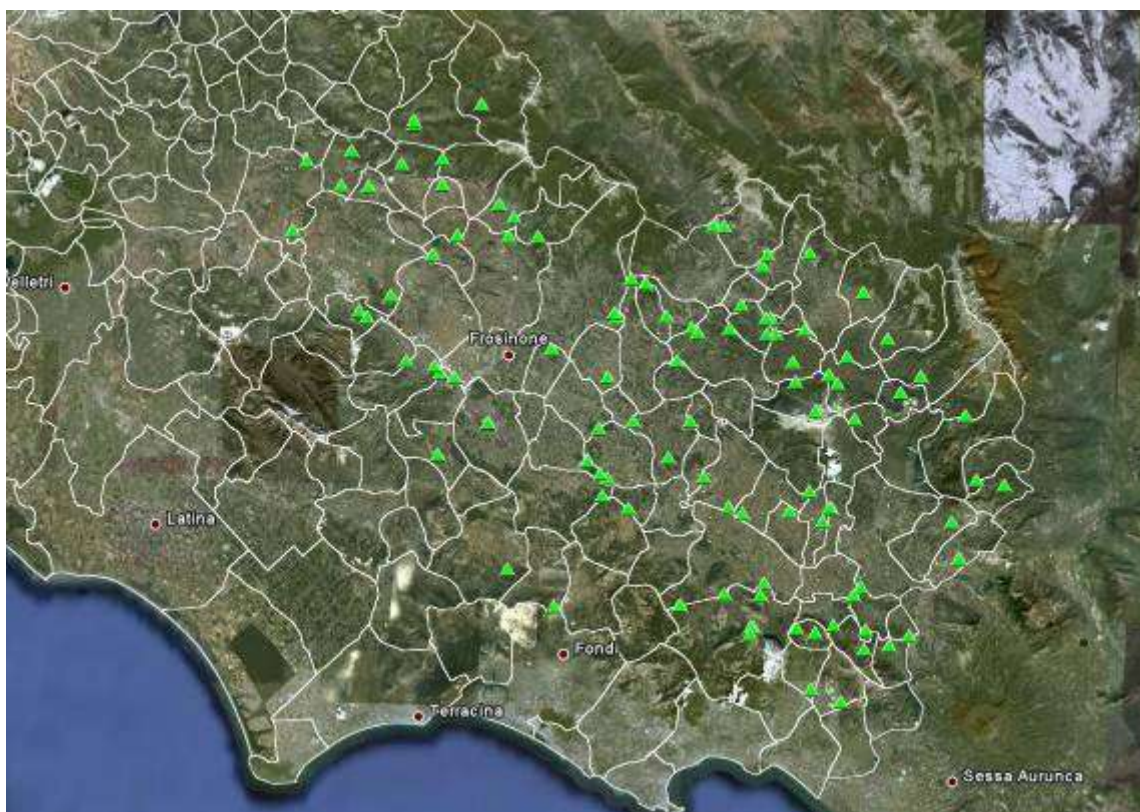 Velletri
Frosinone
Latina
Fondi
Terracina
Sessa Aurunca